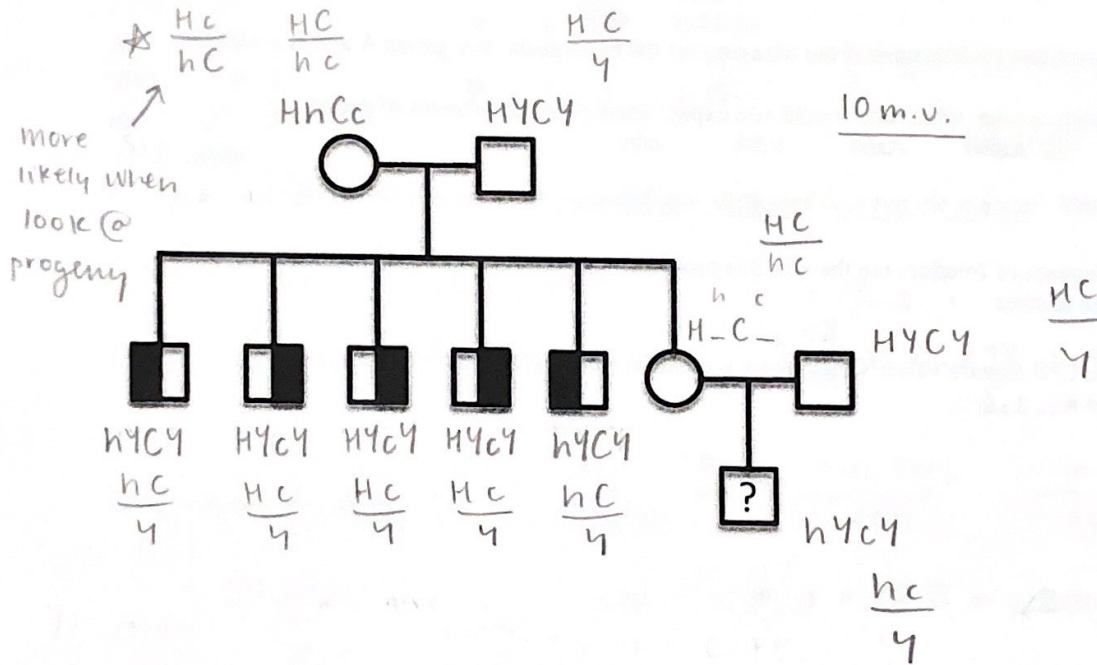 ☆ Hc HC HC
hC hc Y
HhCc HYCY
10 m.u.
more
likely when
look @
progeny
HC
hc
h c
H_C_
HYCY
HC
Y
hYCY HYcY HYcY HYcY hYCY
hC Hc Hc Hc hC
Y Y Y Y Y
?
hYcY
hc
Y